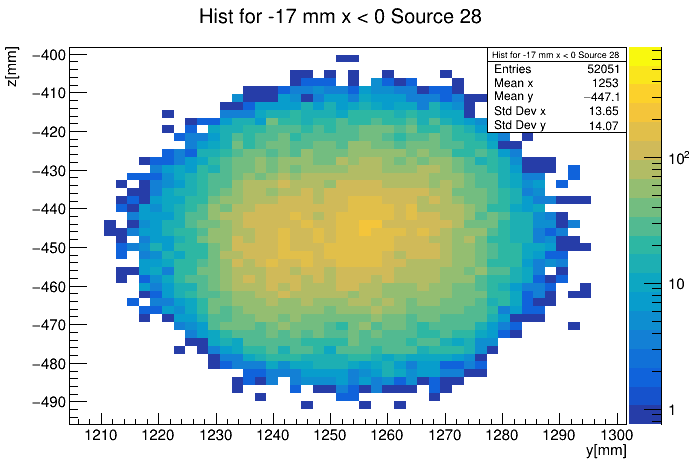 Hist for -17 mm x < 0 Source 28
z[mm]
Hist for -17 mm x < 0 Source 28
Entries 52051
Mean x 1253
Mean y −447.1
Std Dev x 13.65
Std Dev y 14.07
−400
−410
−420
−430
−440
−450
−460
−470
−480
−490
10²
10
1
1210 1220 1230 1240 1250 1260 1270 1280 1290 1300
y[mm]